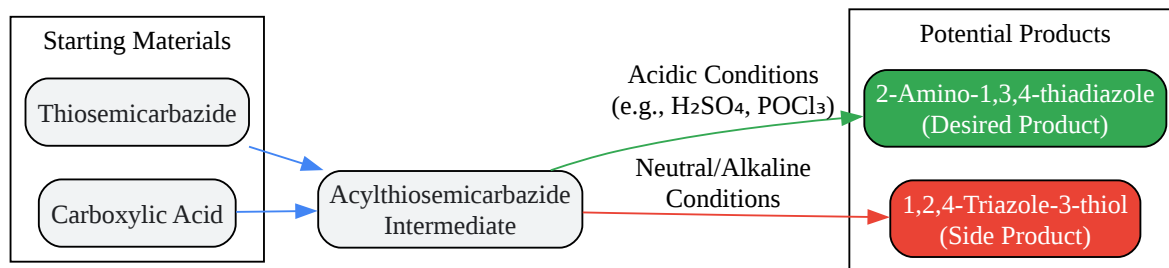 Starting Materials
Thiosemicarbazide
Carboxylic Acid
Acylthiosemicarbazide
Intermediate
Acidic Conditions
(e.g., H₂SO₄, POCl₃)
Neutral/Alkaline
Conditions
Potential Products
2-Amino-1,3,4-thiadiazole
(Desired Product)
1,2,4-Triazole-3-thiol
(Side Product)